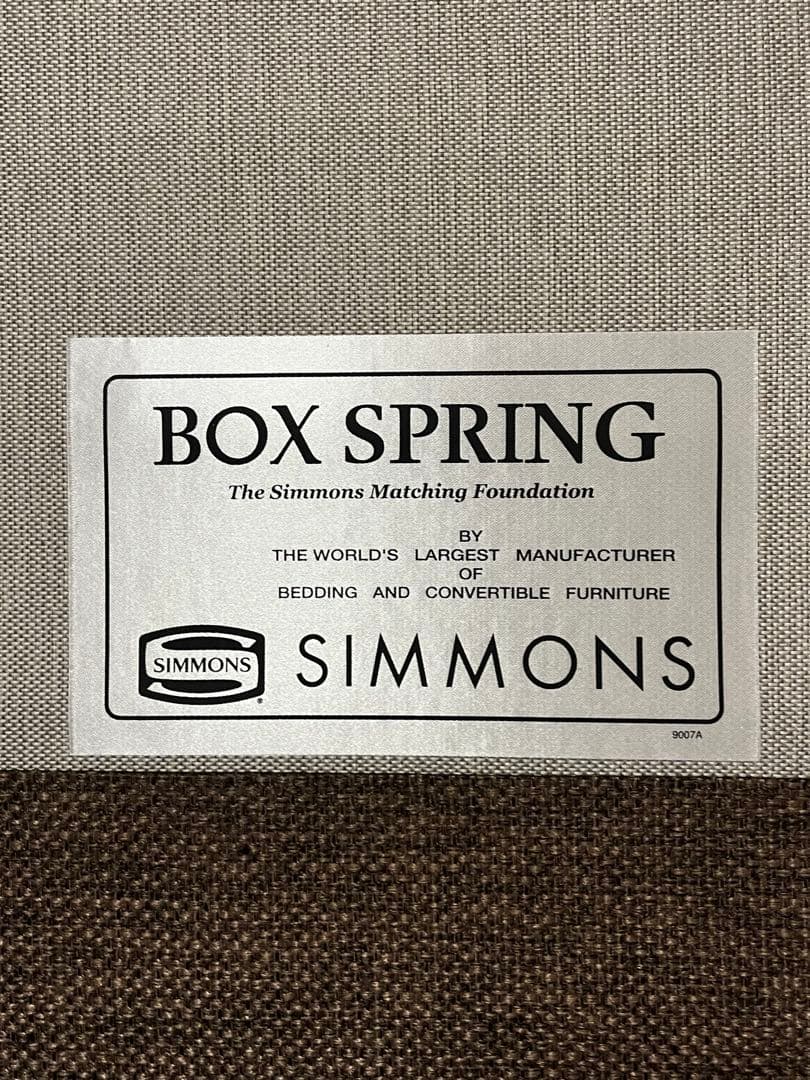 BOX SPRING
The Simmons Matching Foundation
BY
THE WORLD'S LARGEST MANUFACTURER
OF
BEDDING AND CONVERTIBLE FURNITURE
SIMMONS® SIMMONS
9007A